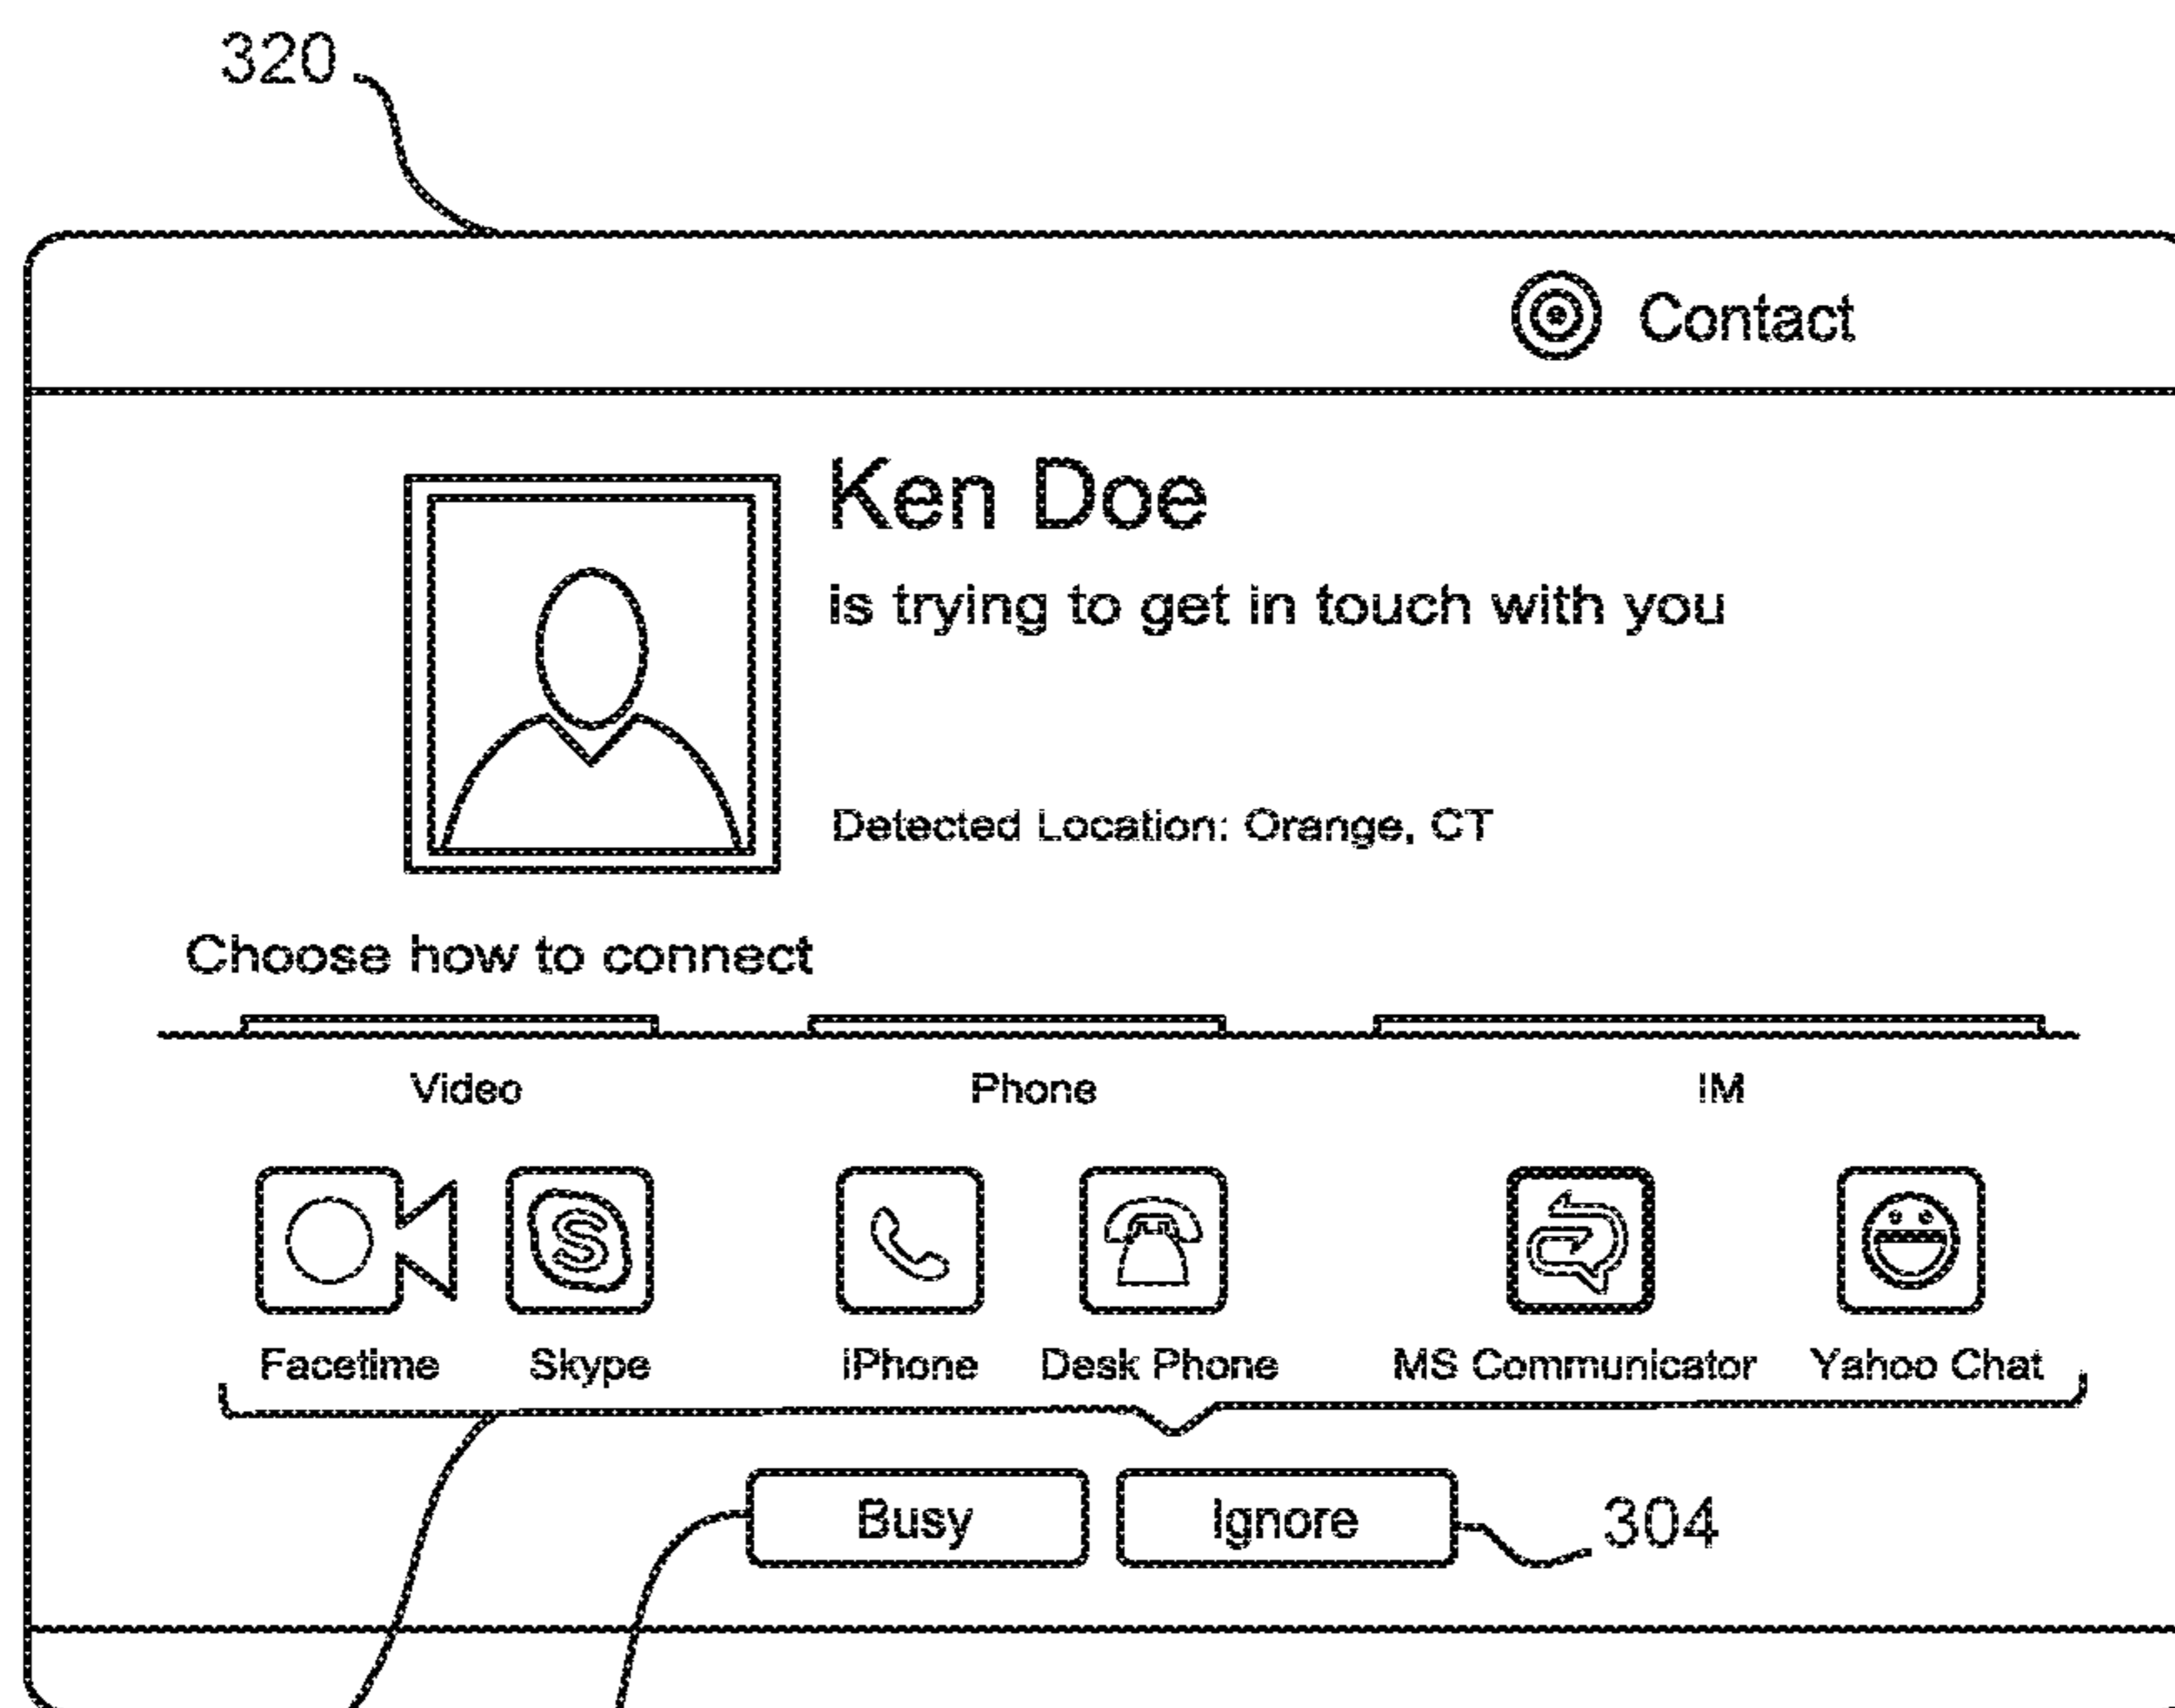 320
Contact
Ken Doe
is trying to get in touch with you
Detected Location: Orange, CT
Choose how to connect
Video Phone IM
S
Facetime Skype iPhone Desk Phone MS Communicator Yahoo Chat
Busy Ignore 304